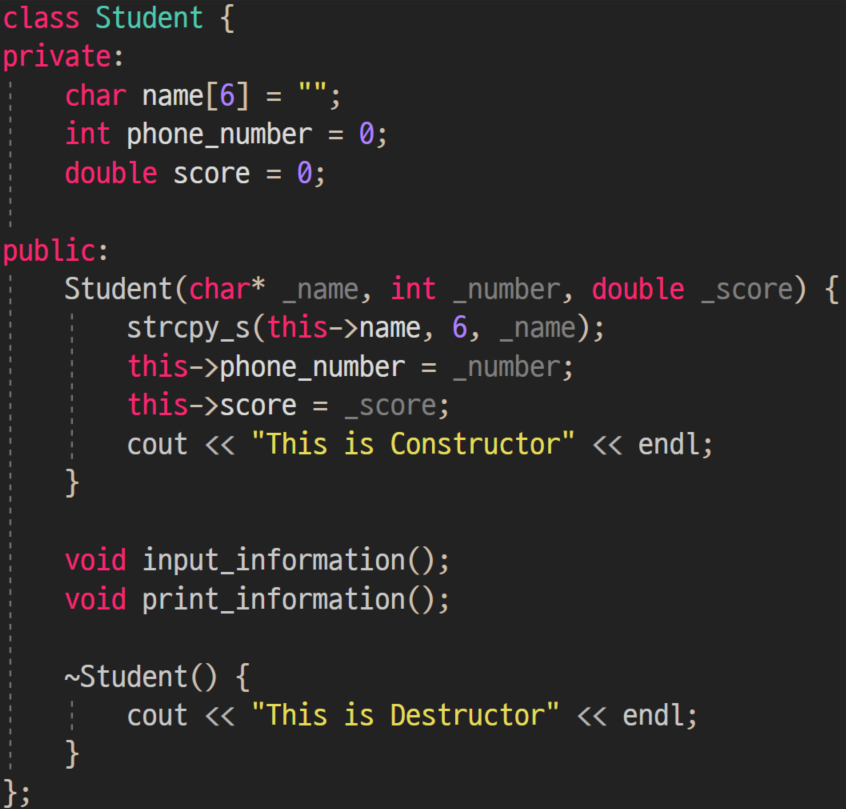 class Student {
private:
    char name[6] = "";
    int phone_number = 0;
    double score = 0;

public:
    Student(char* _name, int _number, double _score) {
        strcpy_s(this->name, 6, _name);
        this->phone_number = _number;
        this->score = _score;
        cout << "This is Constructor" << endl;
    }

    void input_information();
    void print_information();

    ~Student() {
        cout << "This is Destructor" << endl;
    }
};